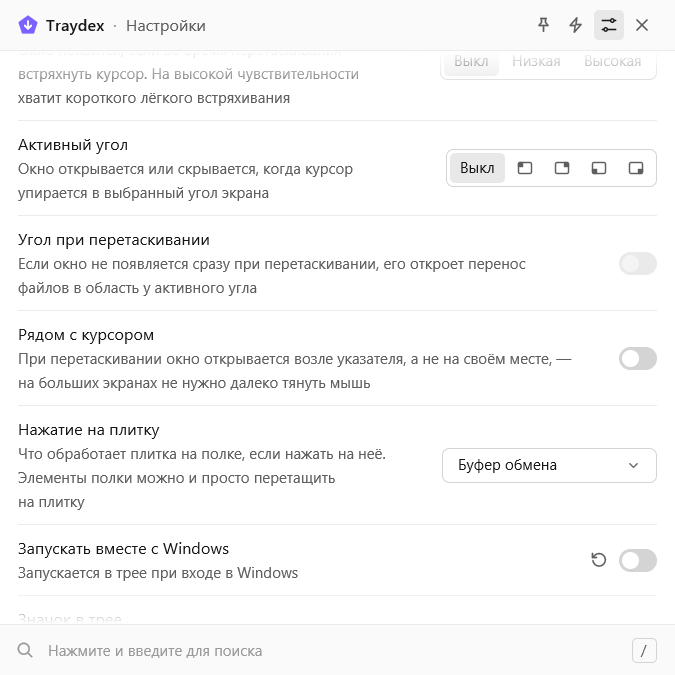 Traydex · Настройки
встряхнуть курсор. На высокой чувствительности
хватит короткого лёгкого встряхивания
Выкл Низкая Высокая
Активный угол
Окно открывается или скрывается, когда курсор
упирается в выбранный угол экрана
Выкл
Угол при перетаскивании
Если окно не появляется сразу при перетаскивании, его откроет перенос
файлов в область у активного угла
Рядом с курсором
При перетаскивании окно открывается возле указателя, а не на своём месте, —
на больших экранах не нужно далеко тянуть мышь
Нажатие на плитку
Что обработает плитка на полке, если нажать на неё.
Элементы полки можно и просто перетащить
на плитку
Буфер обмена
Запускать вместе с Windows
Запускается в трее при входе в Windows
Значок в трее
Нажмите и введите для поиска
/